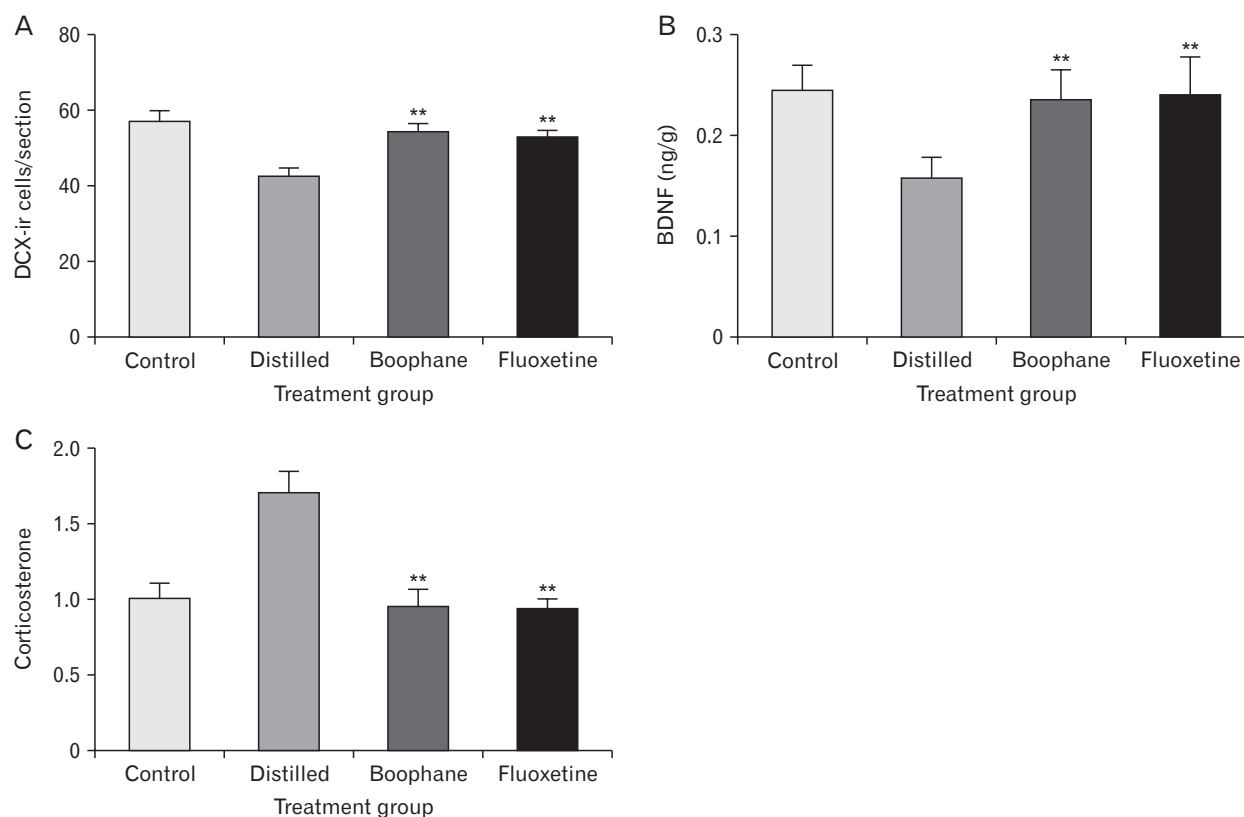 A
80
60
40
20
0
DCX-ir cells/section
**
**
Control
Distilled
Boophane
Fluoxetine
Treatment group
B
0.3
0.2
0.1
0
BDNF (ng/g)
**
**
Control
Distilled
Boophane
Fluoxetine
Treatment group
C
2.0
1.5
1.0
0.5
0
Corticosterone
**
**
Control
Distilled
Boophane
Fluoxetine
Treatment group